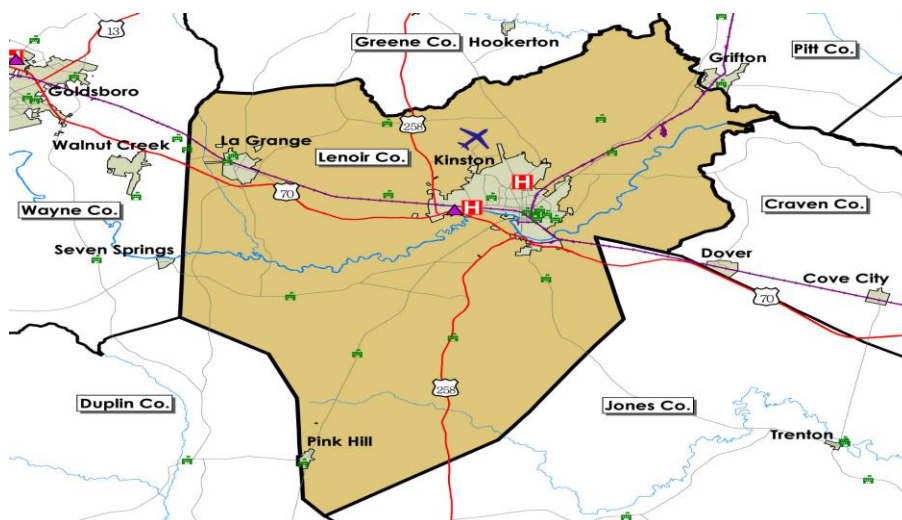 13
Greene Co.
Hookerton
Pitt Co.
Grifton
Goldsboro
258
La Grange
Walnut Creek
Lenoir Co.
Kinston
H
70
H
Wayne Co.
Craven Co.
Seven Springs
Dover
Cove City
70
258
Duplin Co.
Jones Co.
Pink Hill
Trenton